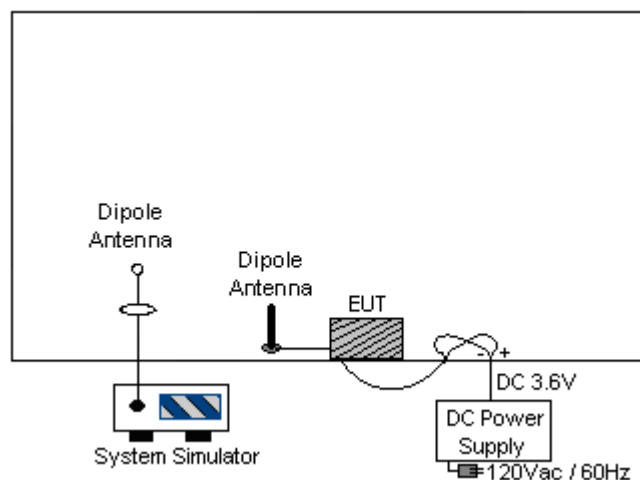 Dipole
Antenna
Dipole
Antenna
EUT
- +
DC 3.6V
DC Power
Supply
System Simulator
120Vac / 60Hz